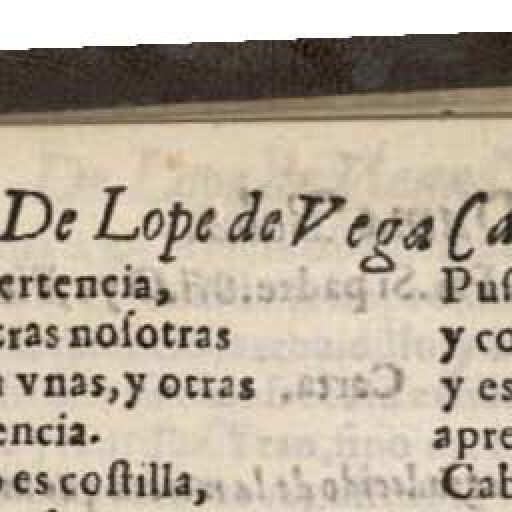 De Lope de Vega Ca
ertencia,
tras noſotras
vnas, y otras
encia.
es coſtilla,
Puſ
y co
y es
apre
Cab